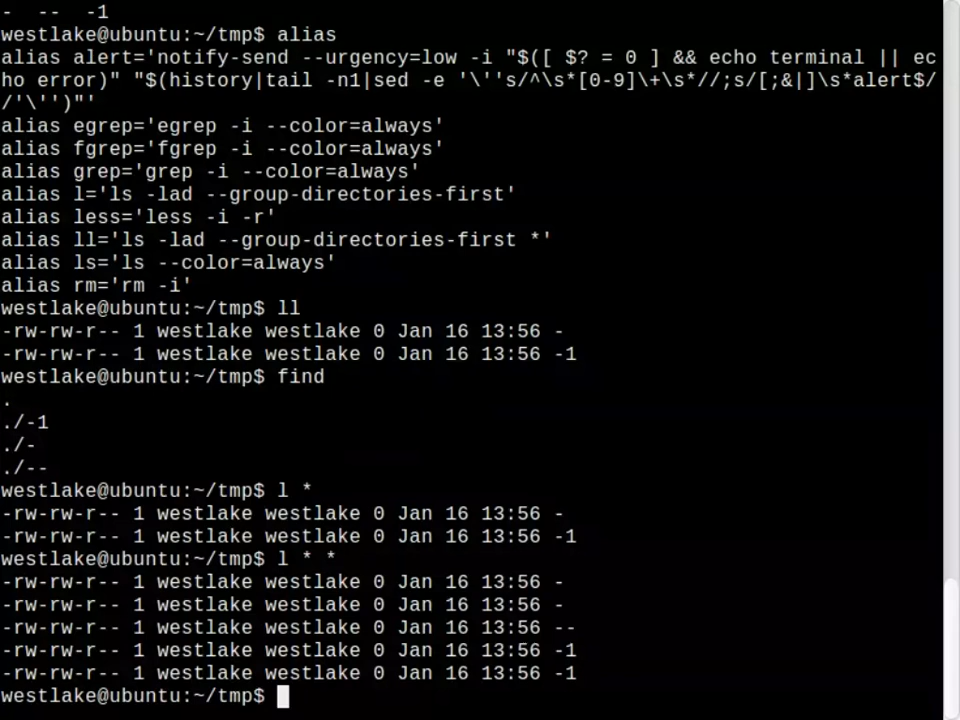 -  --  -1
westlake@ubuntu:~/tmp$ alias
alias alert='notify-send --urgency=low -i "$([ $? = 0 ] && echo terminal || ec
ho error)" "$(history|tail -n1|sed -e '\''s/^\s*[0-9]\+\s*//;s/[;&|]\s*alert$/
/'\'')"'
alias egrep='egrep -i --color=always'
alias fgrep='fgrep -i --color=always'
alias grep='grep -i --color=always'
alias l='ls -lad --group-directories-first'
alias less='less -i -r'
alias ll='ls -lad --group-directories-first *'
alias ls='ls --color=always'
alias rm='rm -i'
westlake@ubuntu:~/tmp$ ll
-rw-rw-r-- 1 westlake westlake 0 Jan 16 13:56 -
-rw-rw-r-- 1 westlake westlake 0 Jan 16 13:56 -1
westlake@ubuntu:~/tmp$ find
.
./-1
./-
./--
westlake@ubuntu:~/tmp$ l *
-rw-rw-r-- 1 westlake westlake 0 Jan 16 13:56 -
-rw-rw-r-- 1 westlake westlake 0 Jan 16 13:56 -1
westlake@ubuntu:~/tmp$ l * *
-rw-rw-r-- 1 westlake westlake 0 Jan 16 13:56 -
-rw-rw-r-- 1 westlake westlake 0 Jan 16 13:56 -
-rw-rw-r-- 1 westlake westlake 0 Jan 16 13:56 --
-rw-rw-r-- 1 westlake westlake 0 Jan 16 13:56 -1
-rw-rw-r-- 1 westlake westlake 0 Jan 16 13:56 -1
westlake@ubuntu:~/tmp$